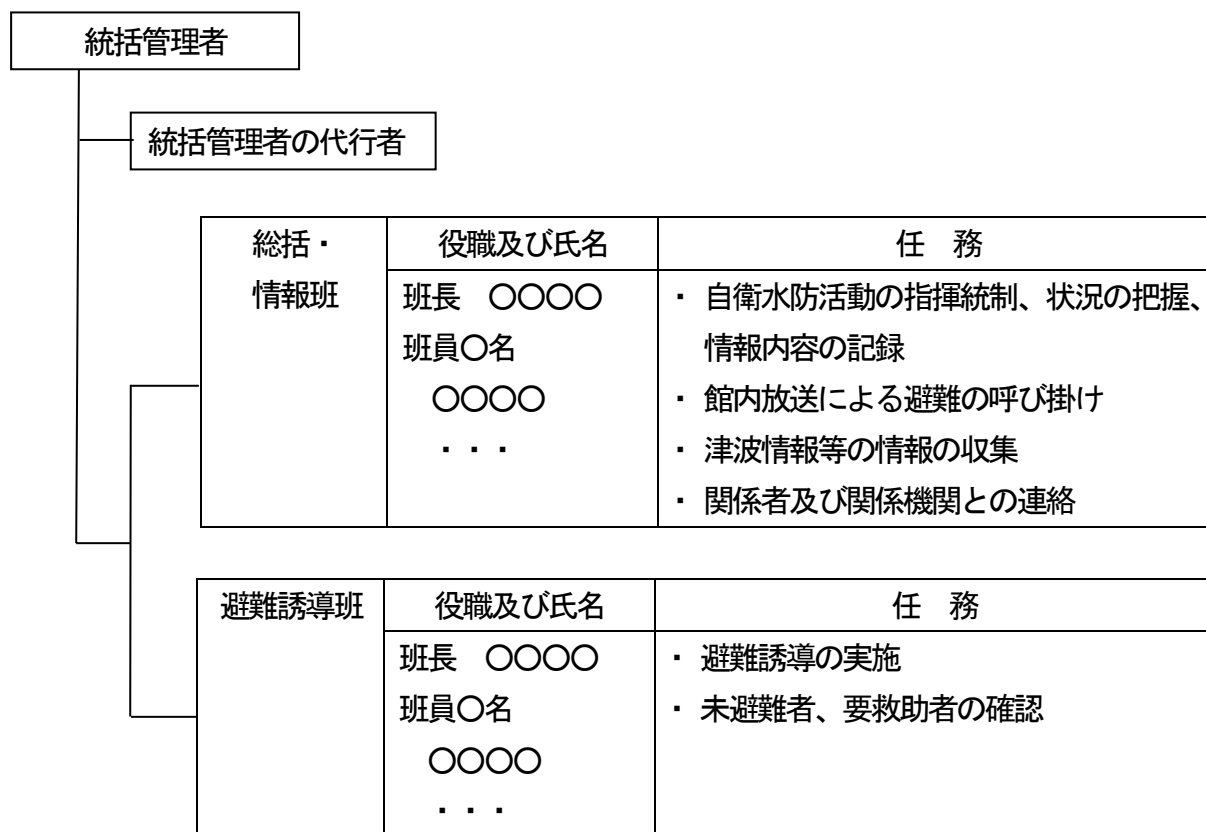 統括管理者
統括管理者の代行者
総括・
情報班
役職及び氏名
任　務
班長　〇〇〇〇
班員〇名
〇〇〇〇
・・・
・ 自衛水防活動の指揮統制、状況の把握、
情報内容の記録
・ 館内放送による避難の呼び掛け
・ 津波情報等の情報の収集
・ 関係者及び関係機関との連絡
避難誘導班
役職及び氏名
任　務
班長　〇〇〇〇
班員〇名
〇〇〇〇
・・・
・ 避難誘導の実施
・ 未避難者、要救助者の確認